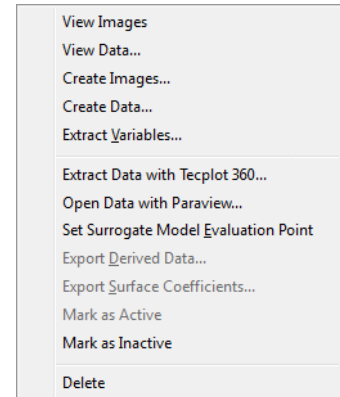 View Images
View Data...
Create Images...
Create Data...
Extract Variables...
Extract Data with Tecplot 360...
Open Data with Paraview...
Set Surrogate Model Evaluation Point
Export Derived Data...
Export Surface Coefficients...
Mark as Active
Mark as Inactive
Delete